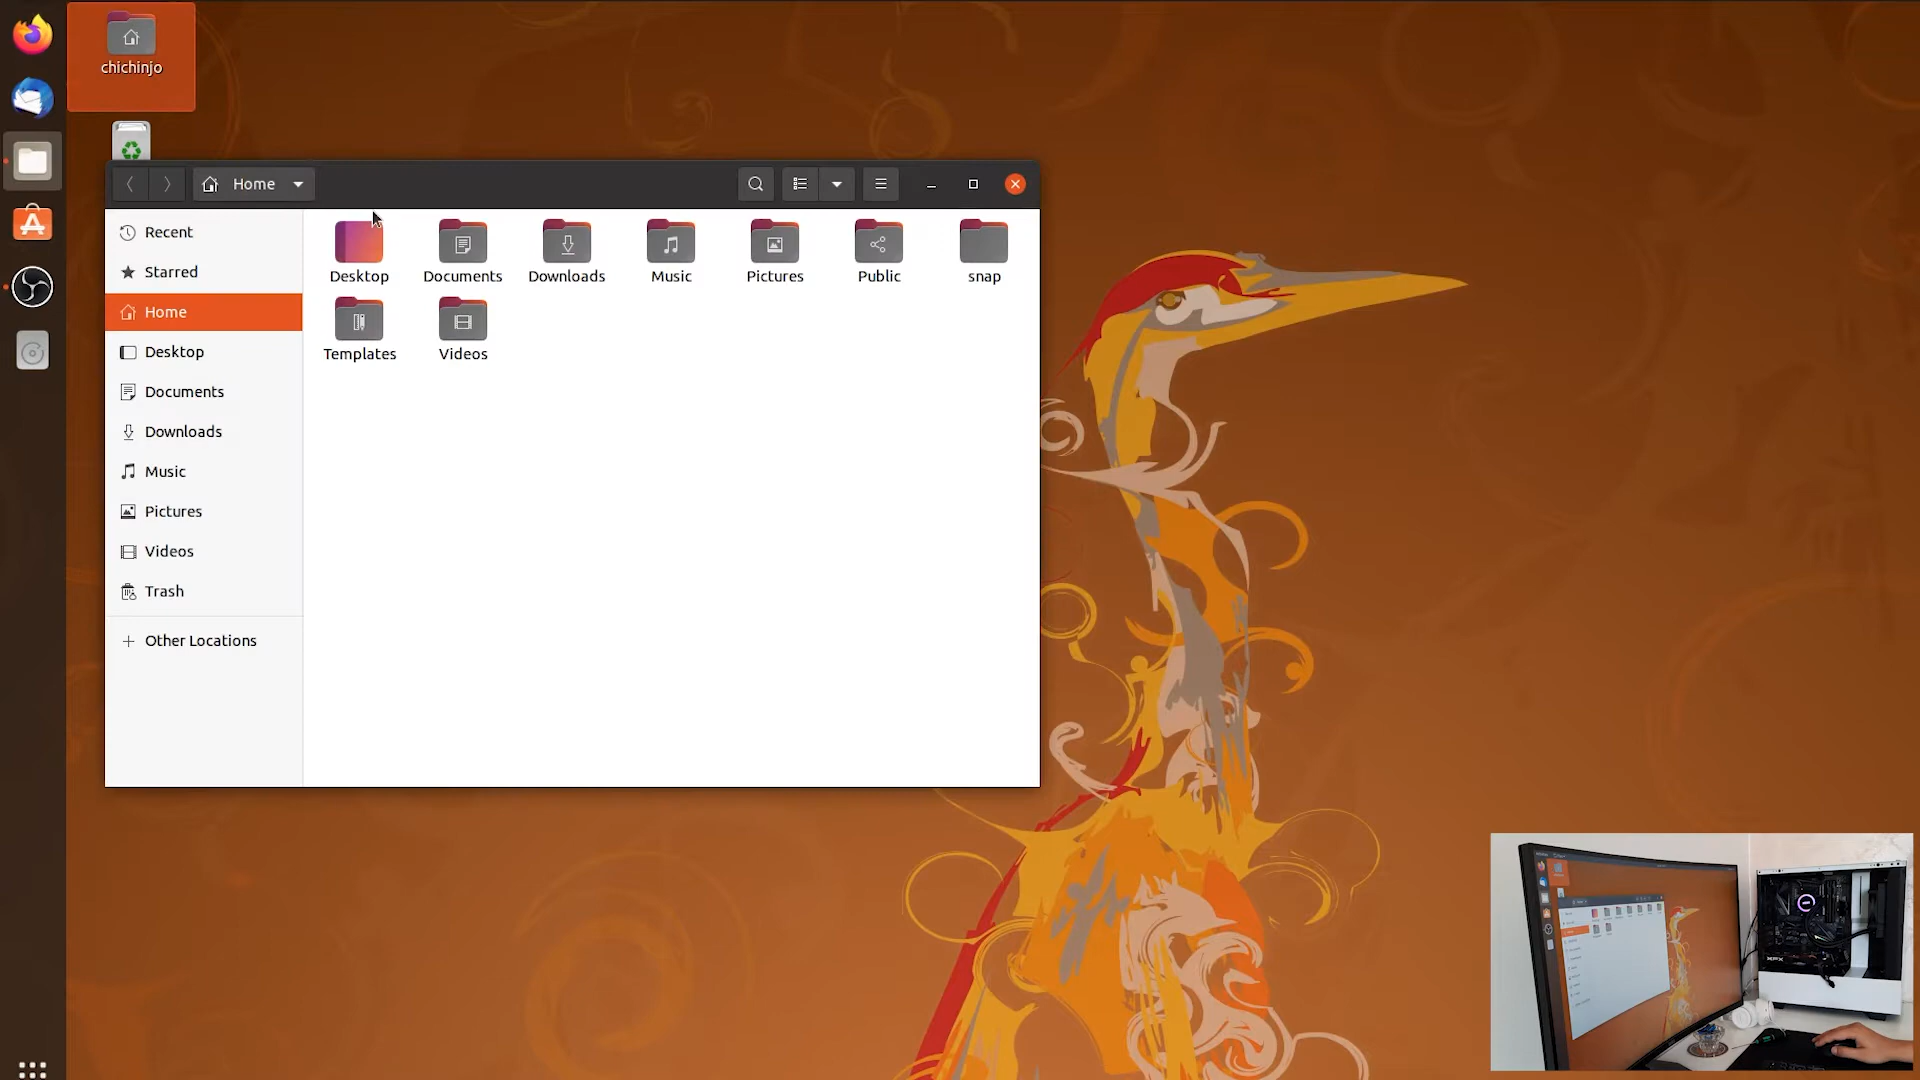 chichinjo
Home
Recent
Starred
Home
Desktop
Documents
Downloads
Music
Pictures
Videos
Trash
Other Locations
Desktop
Documents
Downloads
Music
Pictures
Public
snap
Templates
Videos
XFX